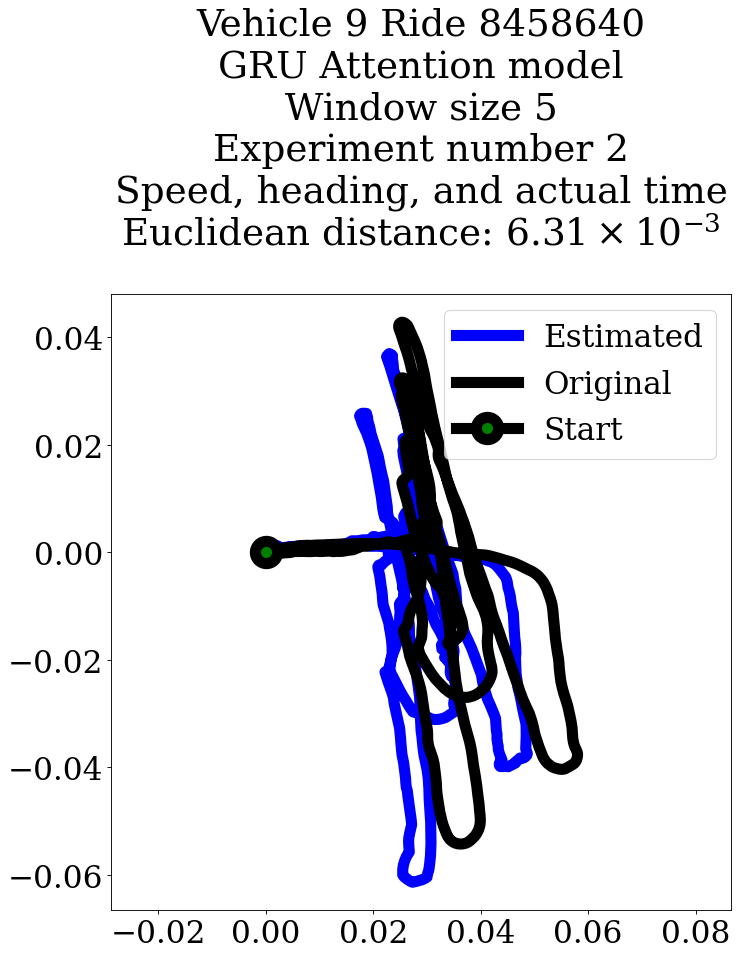 Vehicle 9 Ride 8458640
GRU Attention model
Window size 5
Experiment number 2
Speed, heading, and actual time
Euclidean distance: 6.31 × 10⁻³
Estimated
Original
Start
0.04
0.02
0.00
−0.02
−0.04
−0.06
−0.02 0.00 0.02 0.04 0.06 0.08